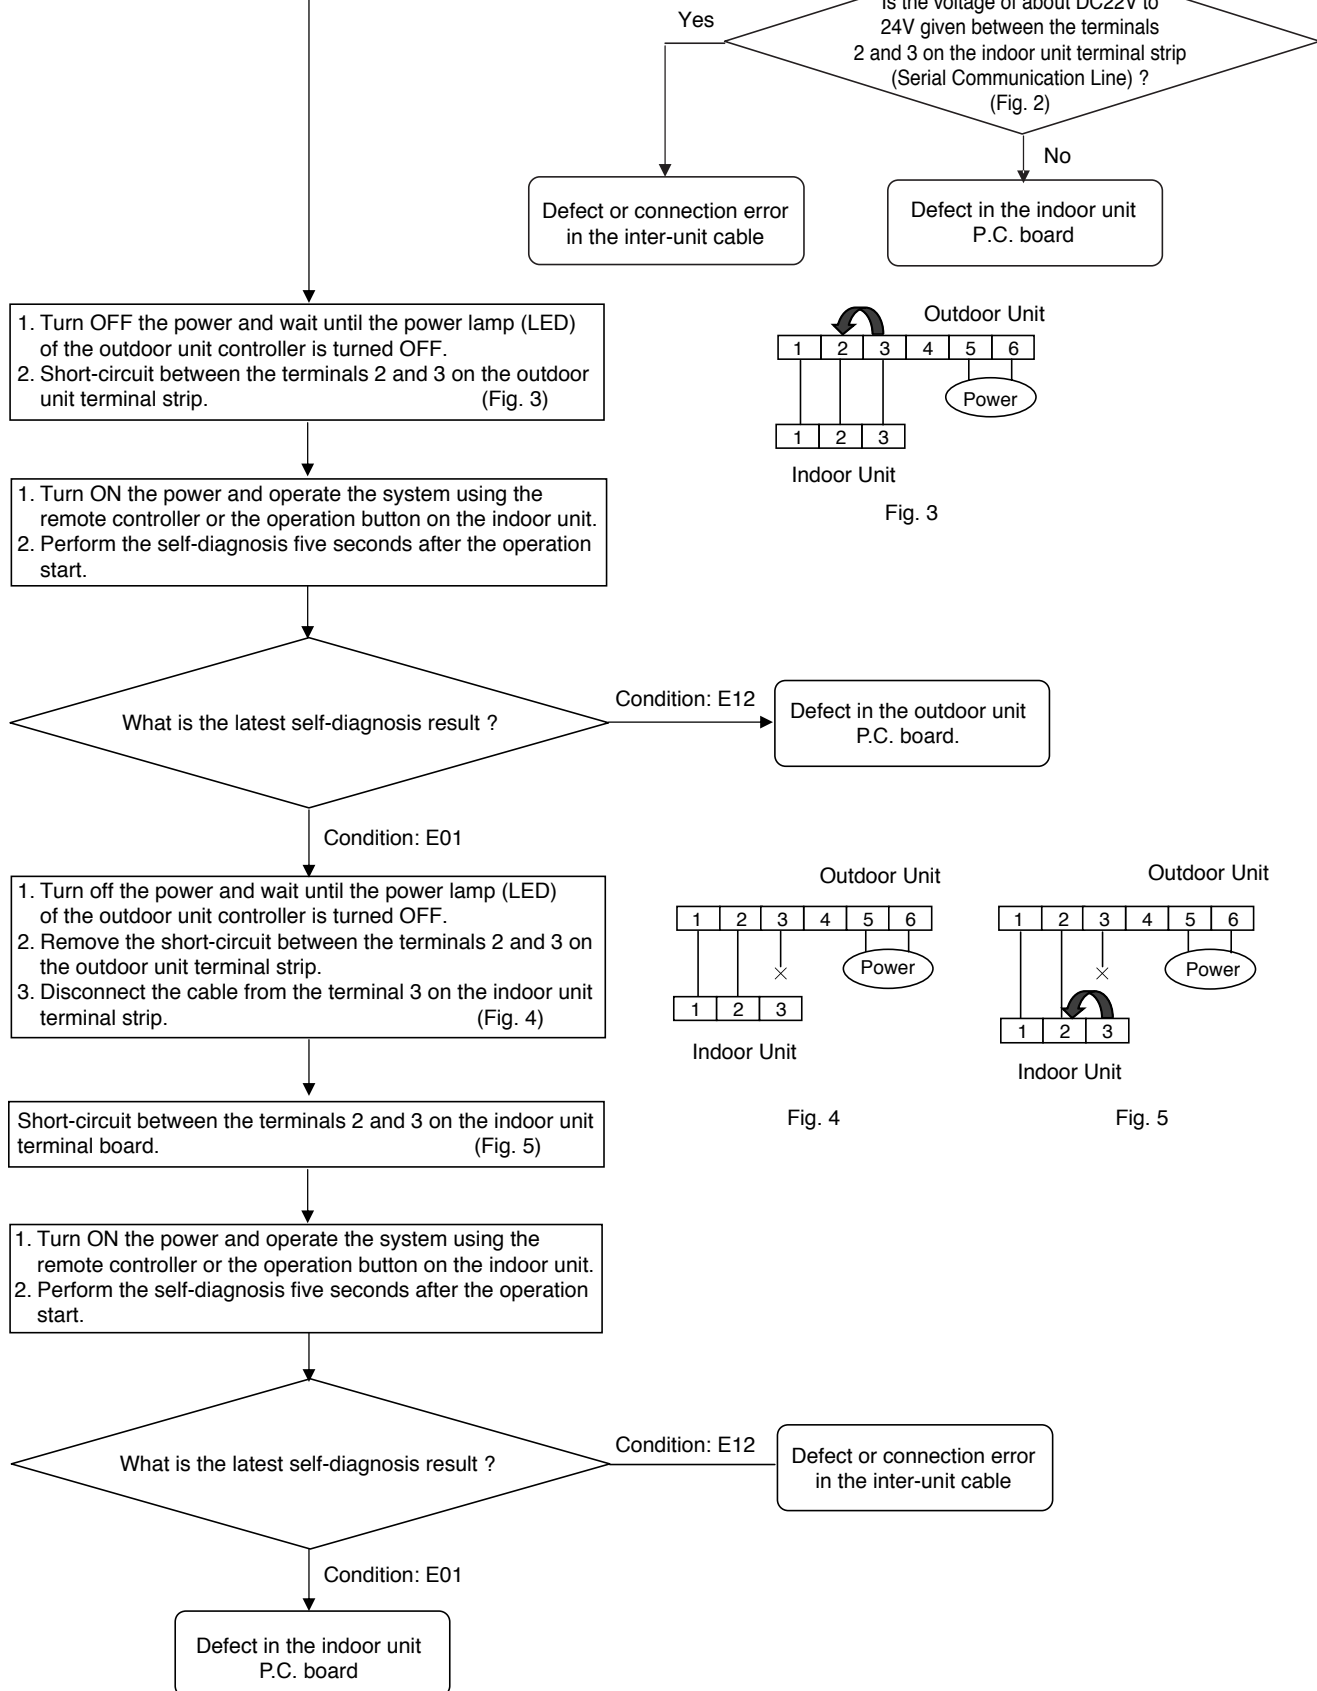 Is the voltage of about DC22V to
24V given between the terminals
2 and 3 on the indoor unit terminal strip
(Serial Communication Line) ?
(Fig. 2)
Yes
No
Defect or connection error
in the inter-unit cable
Defect in the indoor unit
P.C. board
1. Turn OFF the power and wait until the power lamp (LED)
of the outdoor unit controller is turned OFF.
2. Short-circuit between the terminals 2 and 3 on the outdoor
unit terminal strip. (Fig. 3)
Outdoor Unit
1 2 3 4 5 6
Power
1 2 3
Indoor Unit
Fig. 3
1. Turn ON the power and operate the system using the
remote controller or the operation button on the indoor unit.
2. Perform the self-diagnosis five seconds after the operation
start.
What is the latest self-diagnosis result ?
Condition: E12
Defect in the outdoor unit
P.C. board.
Condition: E01
1. Turn off the power and wait until the power lamp (LED)
of the outdoor unit controller is turned OFF.
2. Remove the short-circuit between the terminals 2 and 3 on
the outdoor unit terminal strip.
3. Disconnect the cable from the terminal 3 on the indoor unit
terminal strip. (Fig. 4)
Outdoor Unit
1 2 3 4 5 6
Power
1 2 3
Indoor Unit
Fig. 4
Outdoor Unit
1 2 3 4 5 6
Power
1 2 3
Indoor Unit
Fig. 5
Short-circuit between the terminals 2 and 3 on the indoor unit
terminal board. (Fig. 5)
1. Turn ON the power and operate the system using the
remote controller or the operation button on the indoor unit.
2. Perform the self-diagnosis five seconds after the operation
start.
What is the latest self-diagnosis result ?
Condition: E12
Defect or connection error
in the inter-unit cable
Condition: E01
Defect in the indoor unit
P.C. board